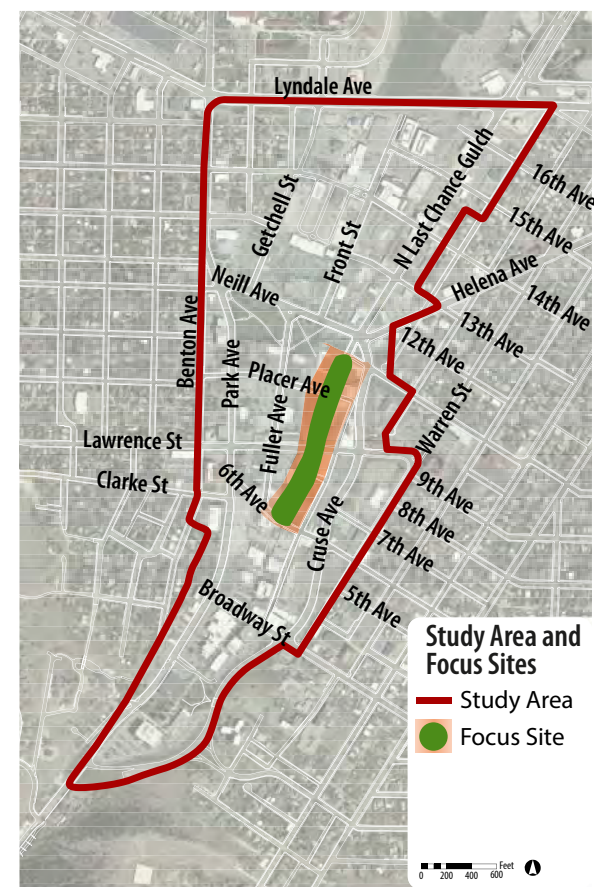 Lyndale Ave
N Last Chance Gulch
16th Ave
Getchell St
15th Ave
Front St
Helena Ave
Neill Ave
14th Ave
13th Ave
Benton Ave
12th Ave
Park Ave
Placer Ave
Warren St
Fuller Ave
Lawrence St
Clarke St
6th Ave
9th Ave
Cruse Ave
8th Ave
7th Ave
Broadway St
5th Ave
Study Area and
Focus Sites
Study Area
Focus Site
Feet
0 200 400 600